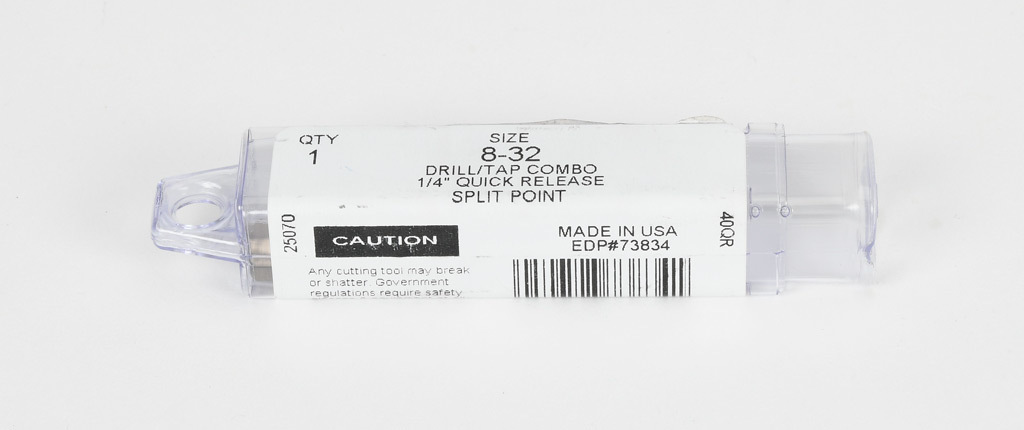 QTY
1
SIZE
8-32
DRILL/TAP COMBO
1/4" QUICK RELEASE
SPLIT POINT
25070
CAUTION
Any cutting tool may break
or shatter. Government
regulations require safety
MADE IN USA
EDP#73834
40QR